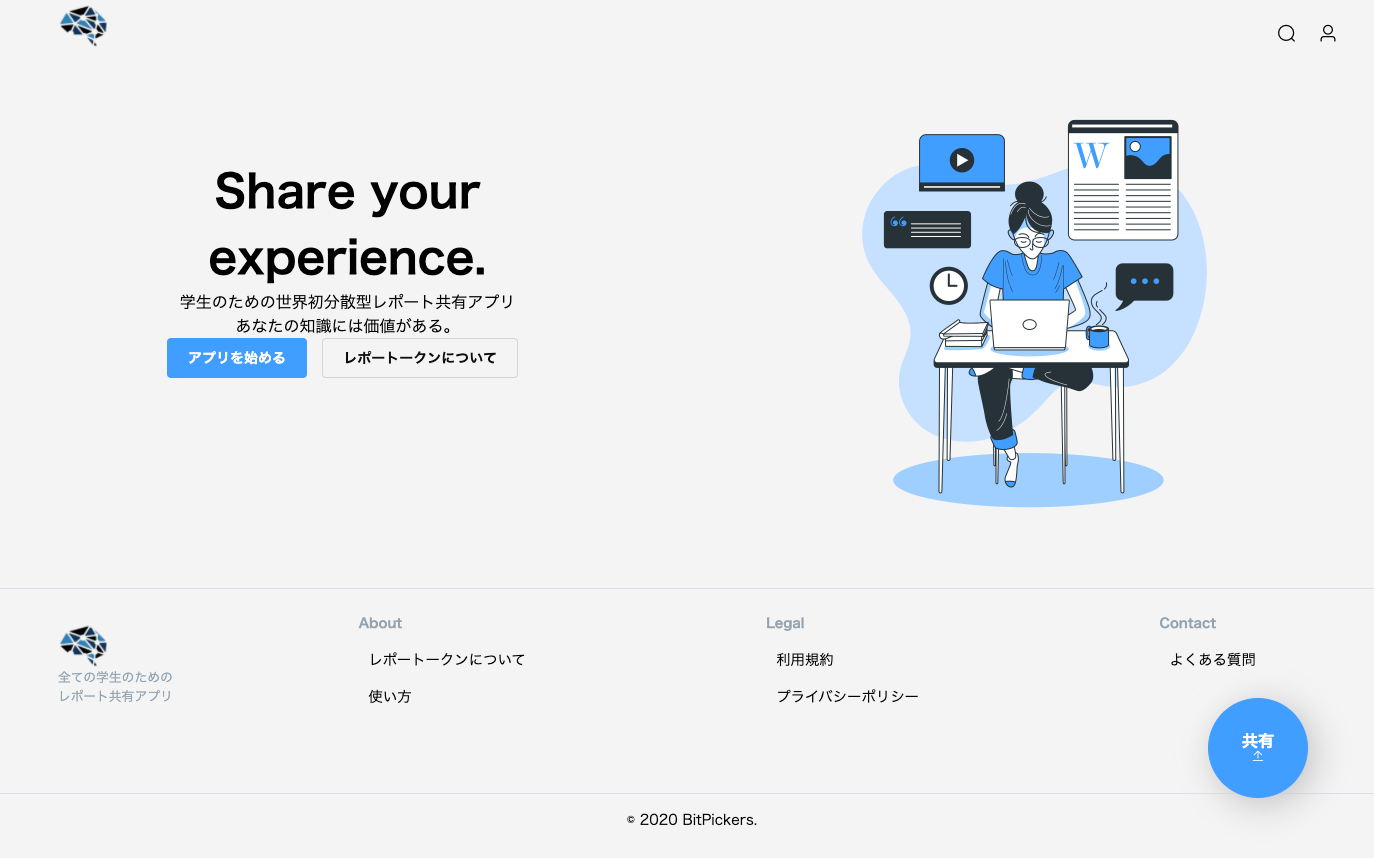 Share your
experience.
学生のための世界初分散型レポート共有アプリ
あなたの知識には価値がある。
アプリを始める
レポートークンについて
W
“
全ての学生のための
レポート共有アプリ
About
レポートークンについて
使い方
Legal
利用規約
プライバシーポリシー
Contact
よくある質問
共有
© 2020 BitPickers.